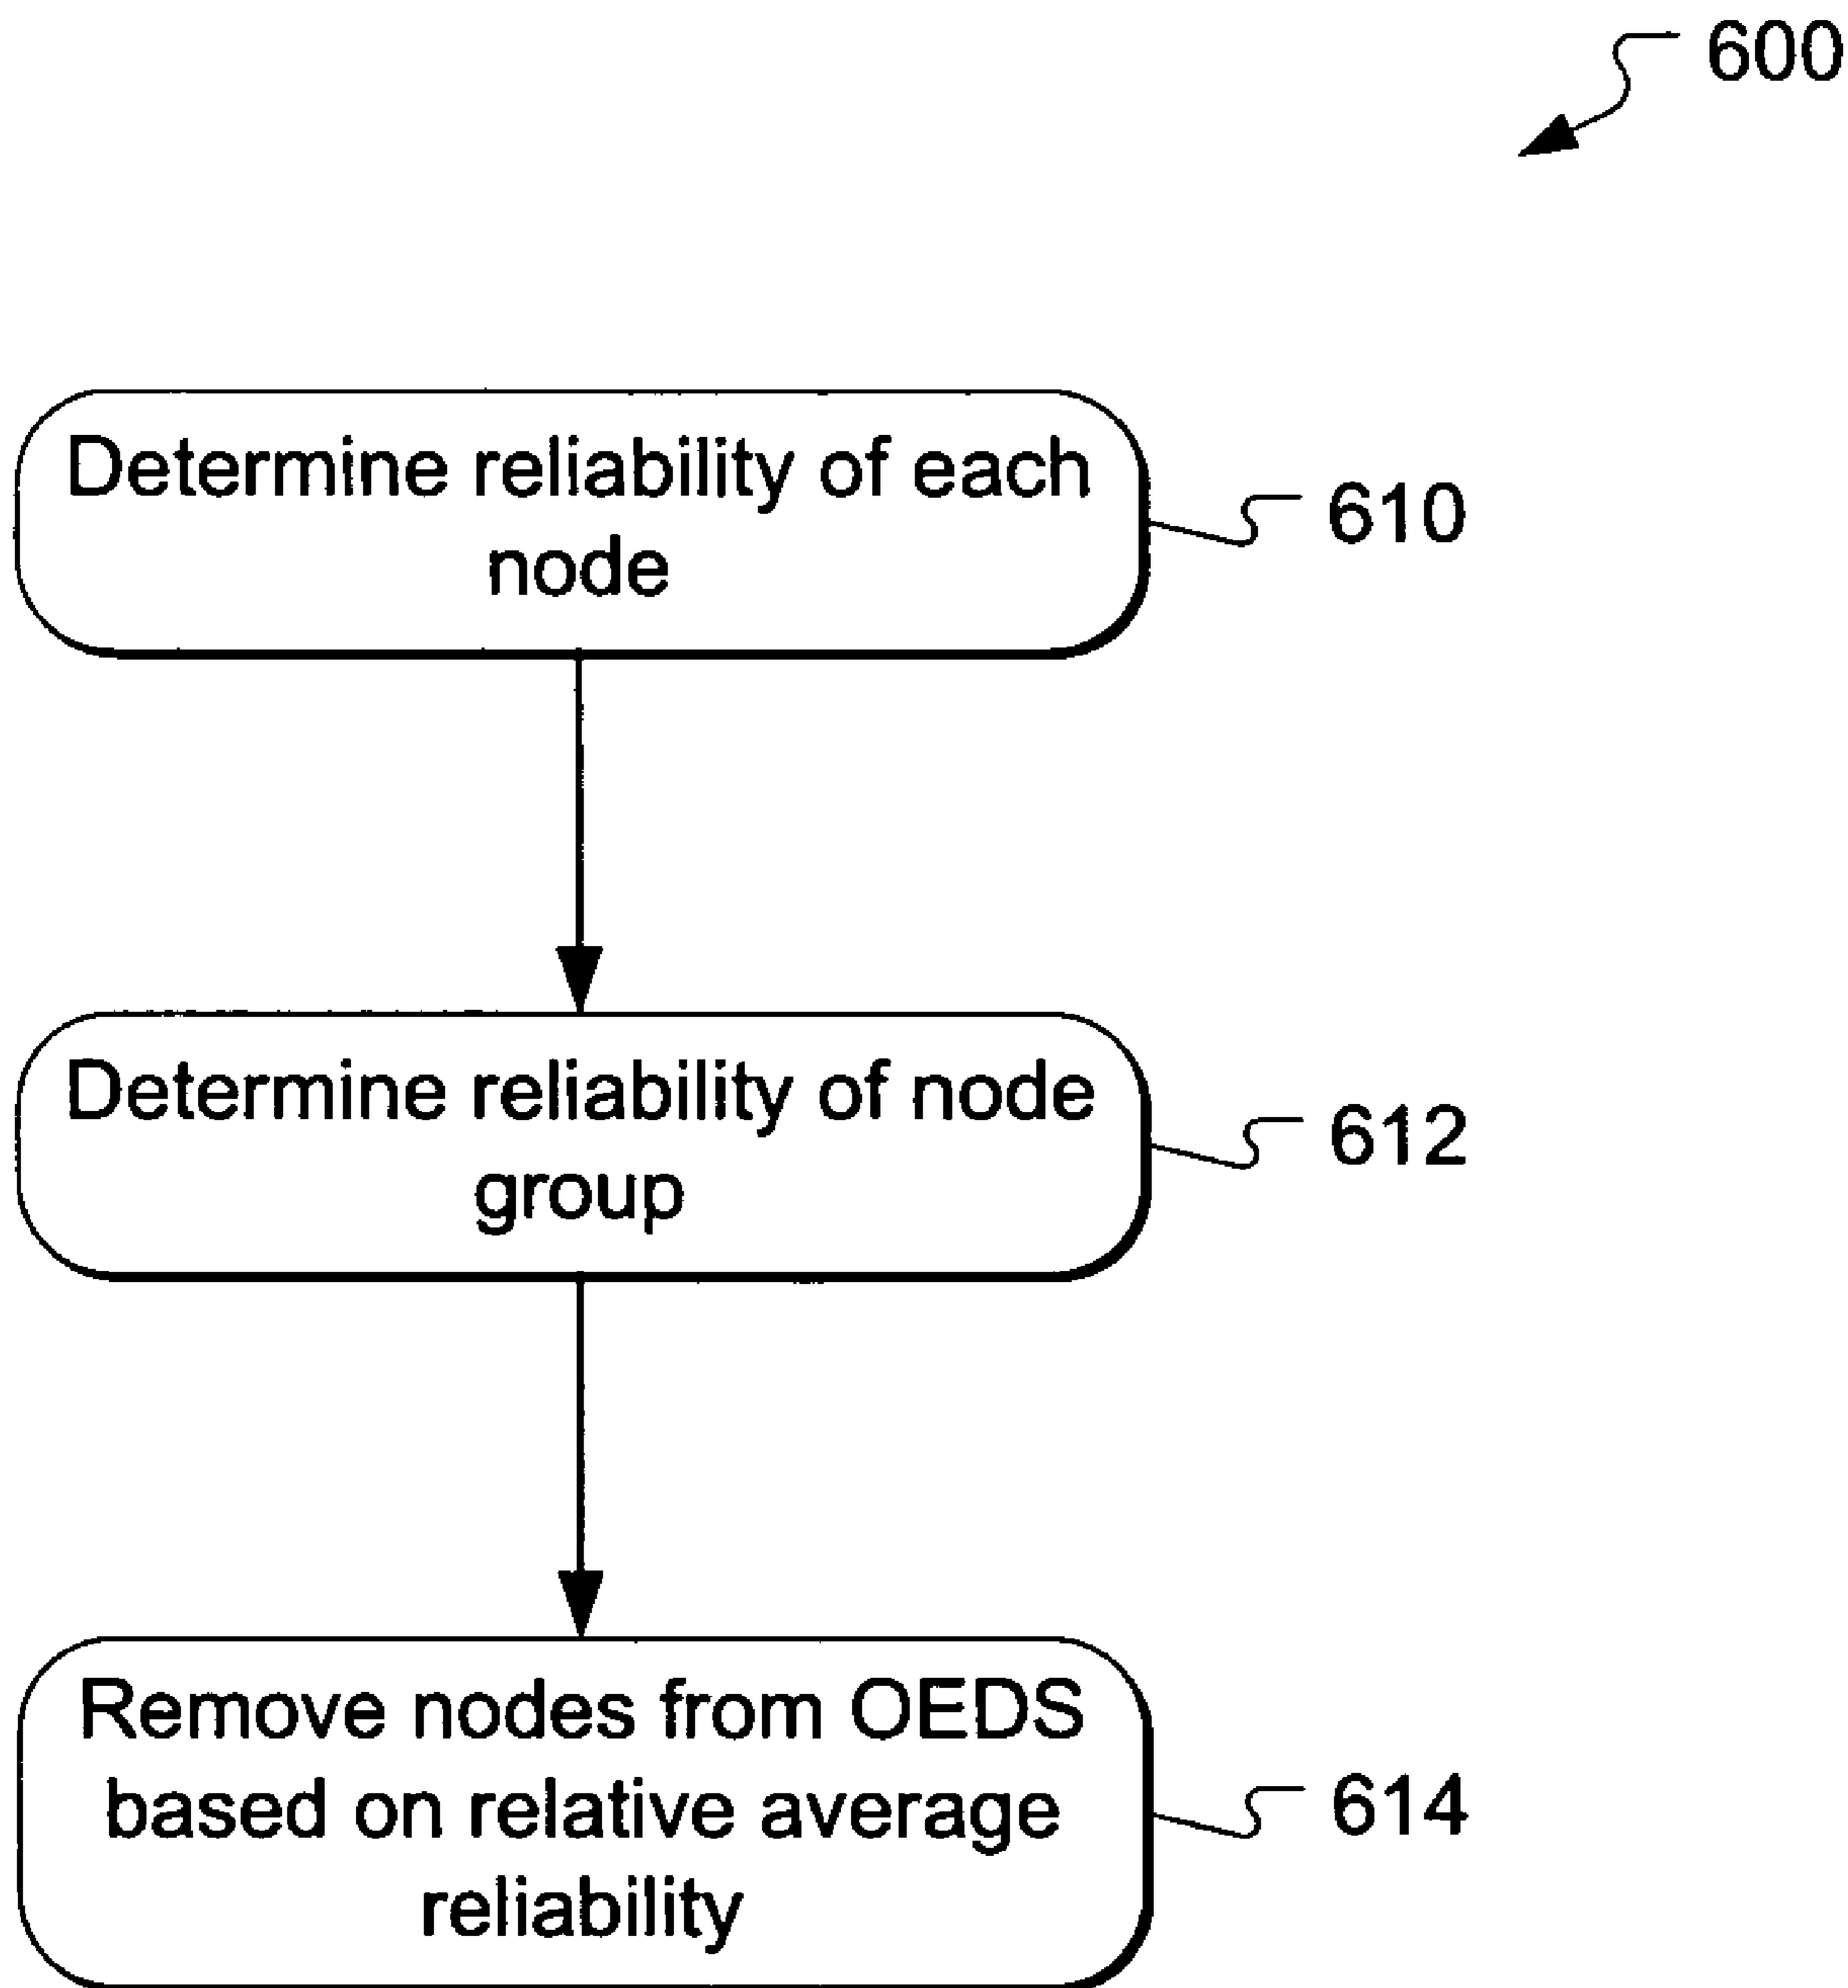 600
Determine reliability of each
node
610
Determine reliability of node
group
612
Remove nodes from OEDS
based on relative average
reliability
614